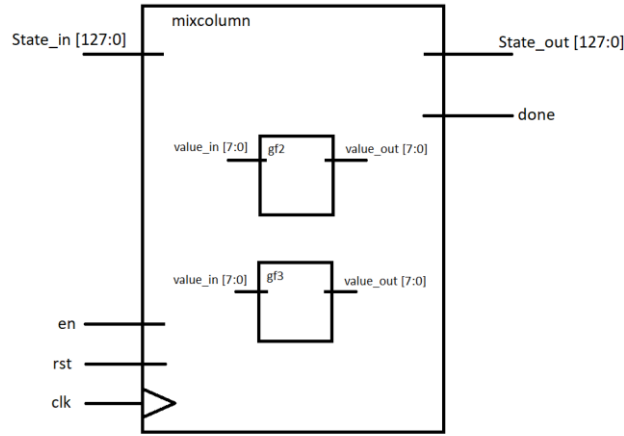 mixcolumn
State_in [127:0]
State_out [127:0]
done
value_in [7:0]
gf2
value_out [7:0]
value_in [7:0]
gf3
value_out [7:0]
en
rst
clk